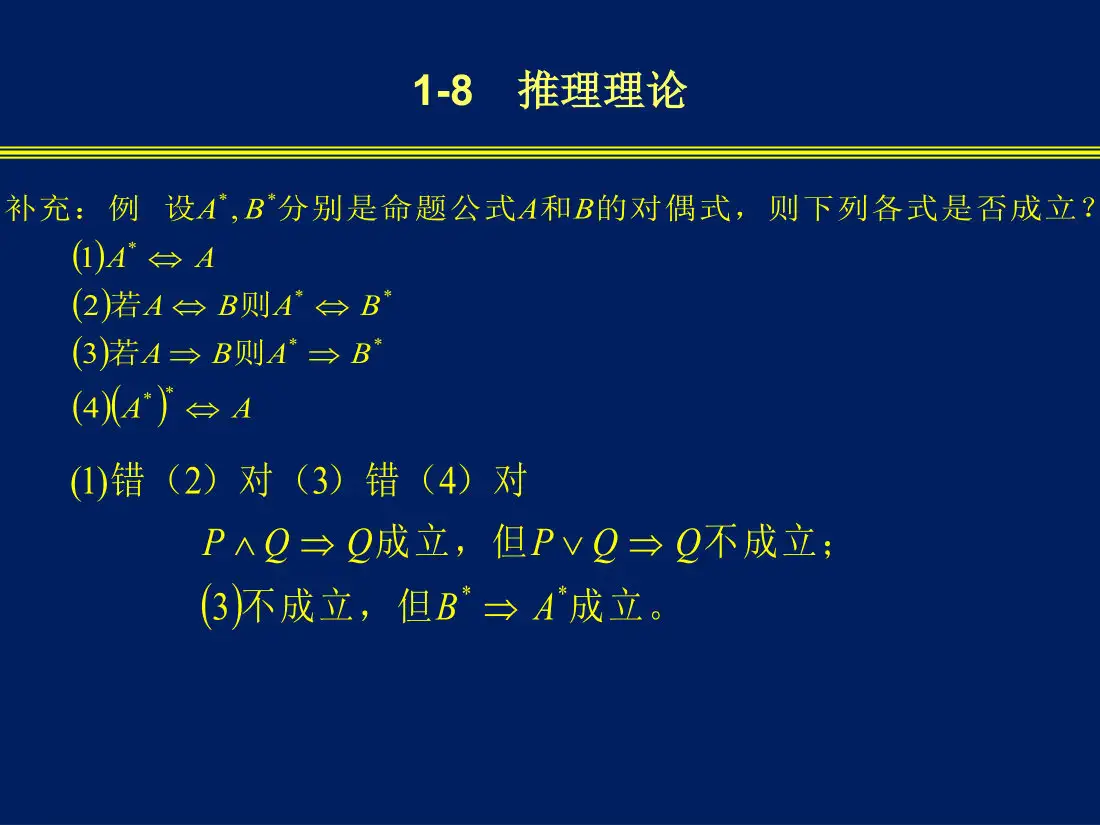 1-8 推理理论
补充：例 设A*, B*分别是命题公式A和B的对偶式，则下列各式是否成立？
(1)A* ⇔ A
(2)若A ⇔ B则A* ⇔ B*
(3)若A ⇒ B则A* ⇒ B*
(4)(A*)* ⇔ A
(1)错（2）对（3）错（4）对
P ∧ Q ⇒ Q成立，但P ∨ Q ⇒ Q不成立；
(3)不成立，但B* ⇒ A*成立。